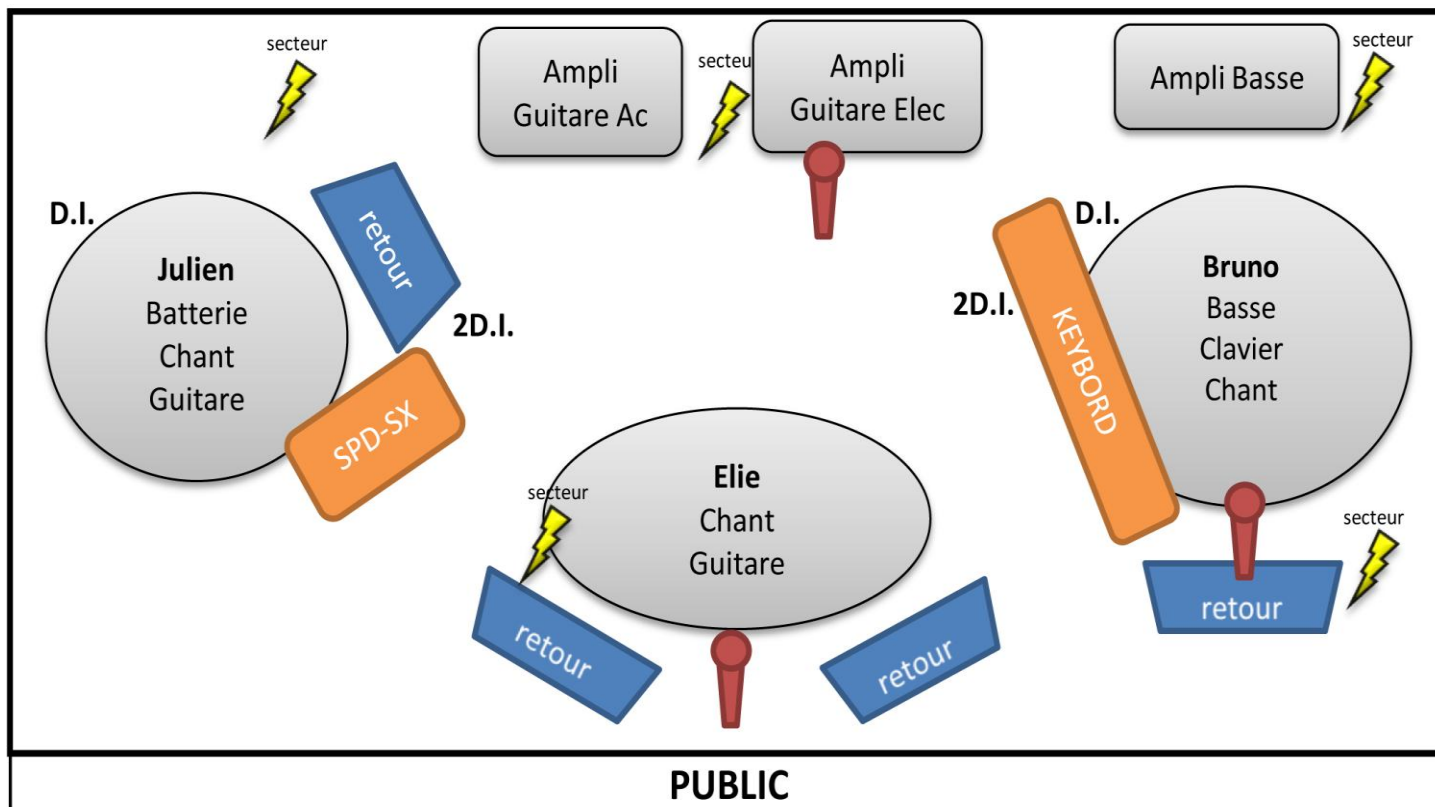 secteur
Ampli
Guitare Ac
secteu
Ampli
Guitare Elec
Ampli Basse
secteur
D.I.
Julien
Batterie
Chant
Guitare
retour
2D.I.
SPD-SX
D.I.
2D.I.
KEYBORD
Bruno
Basse
Clavier
Chant
secteur
Elie
Chant
Guitare
secteur
retour
retour
retour
PUBLIC